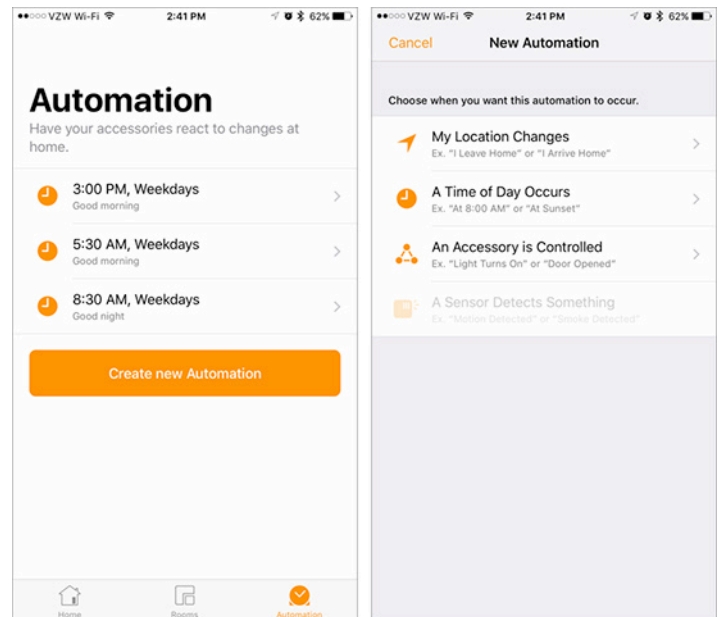 VZW Wi-Fi 2:41 PM 62%
Automation
Have your accessories react to changes at
home.
3:00 PM, Weekdays
Good morning
5:30 AM, Weekdays
Good morning
8:30 AM, Weekdays
Good night
Create new Automation
Home Rooms Automation
VZW Wi-Fi 2:41 PM 62%
Cancel New Automation
Choose when you want this automation to occur.
My Location Changes
Ex. "I Leave Home" or "I Arrive Home"
A Time of Day Occurs
Ex. "At 8:00 AM" or "At Sunset"
An Accessory is Controlled
Ex. "Light Turns On" or "Door Opened"
A Sensor Detects Something
Ex. "Motion Detected" or "Smoke Detected"